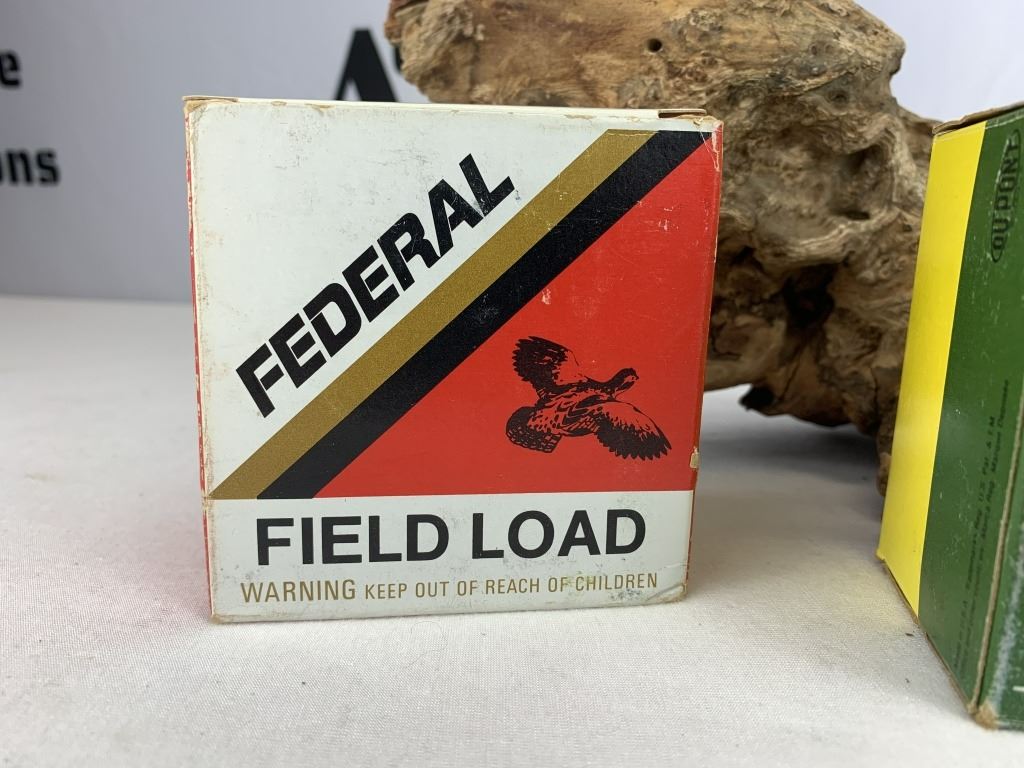 FEDERAL
FIELD LOAD
WARNING KEEP OUT OF REACH OF CHILDREN
DU PONT